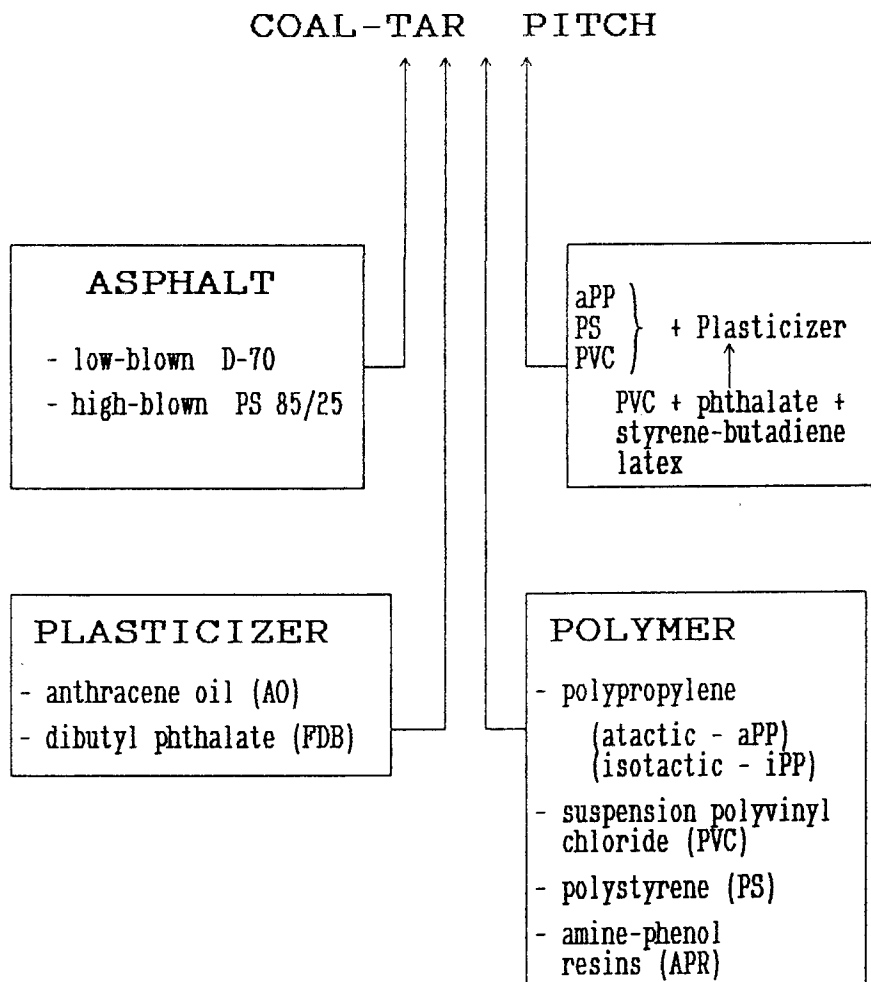 COAL-TAR PITCH
ASPHALT
- low-blown D-70
- high-blown PS 85/25
aPP
PS
PVC
+ Plasticizer
PVC + phthalate +
styrene-butadiene
latex
PLASTICIZER
- anthracene oil (AO)
- dibutyl phthalate (FDB)
POLYMER
- polypropylene
(atactic - aPP)
(isotactic - iPP)
- suspension polyvinyl
chloride (PVC)
- polystyrene (PS)
- amine-phenol
resins (APR)